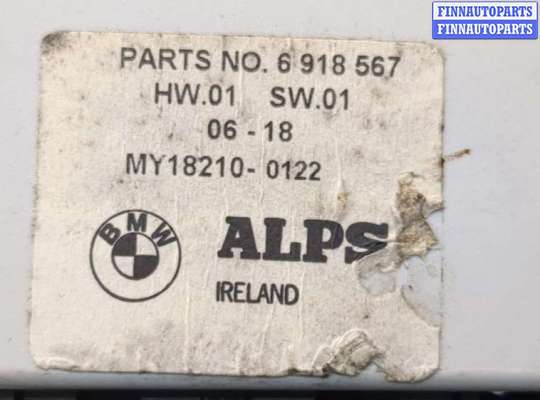 FINNAUTOPARTS
FINNAUTOPARTS
PARTS NO. 6 918 567
HW.01 SW.01
06 - 18
MY18210- 0122
BMW
ALPS
IRELAND